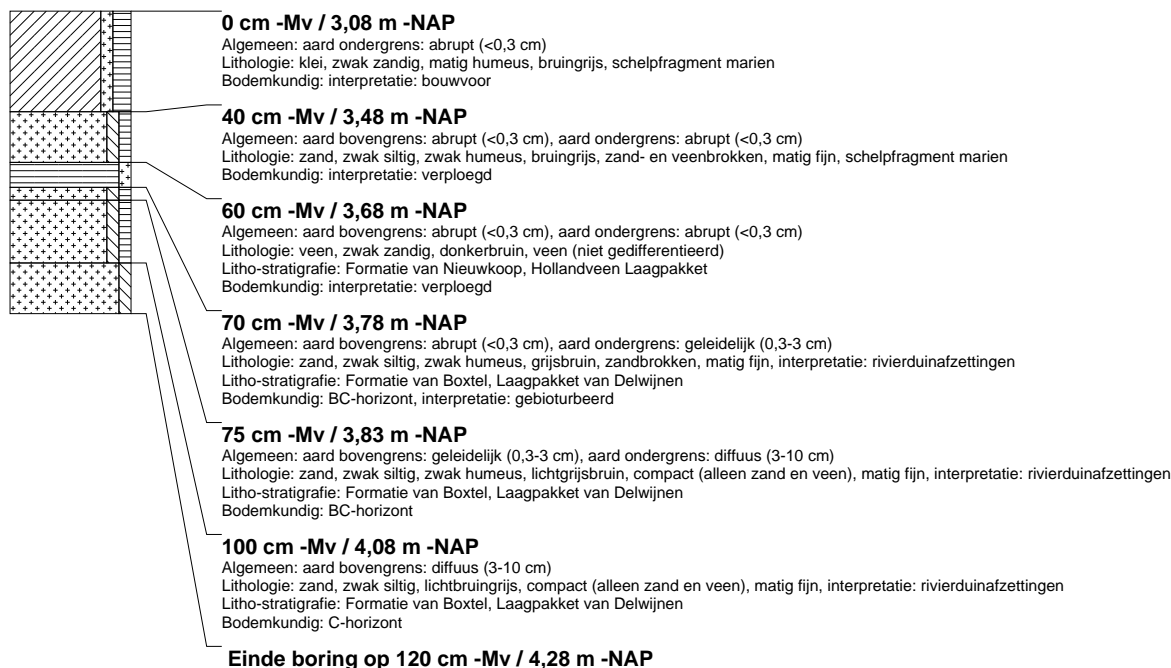 0 cm -Mv / 3,08 m -NAP
Algemeen: aard ondergrens: abrupt (<0,3 cm)
Lithologie: klei, zwak zandig, matig humeus, bruingrijs, schelpfragment marien
Bodemkundig: interpretatie: bouwvoor
40 cm -Mv / 3,48 m -NAP
Algemeen: aard bovengrens: abrupt (<0,3 cm), aard ondergrens: abrupt (<0,3 cm)
Lithologie: zand, zwak siltig, zwak humeus, bruingrijs, zand- en veenbrokken, matig fijn, schelpfragment marien
Bodemkundig: interpretatie: verploegd
60 cm -Mv / 3,68 m -NAP
Algemeen: aard bovengrens: abrupt (<0,3 cm), aard ondergrens: abrupt (<0,3 cm)
Lithologie: veen, zwak zandig, donkerbruin, veen (niet gedifferentieerd)
Litho-stratigrafie: Formatie van Nieuwkoop, Hollandveen Laagpakket
Bodemkundig: interpretatie: verploegd
70 cm -Mv / 3,78 m -NAP
Algemeen: aard bovengrens: abrupt (<0,3 cm), aard ondergrens: geleidelijk (0,3-3 cm)
Lithologie: zand, zwak siltig, zwak humeus, grijsbruin, zandbrokken, matig fijn, interpretatie: rivierduinafzettingen
Litho-stratigrafie: Formatie van Boxtel, Laagpakket van Delwijnen
Bodemkundig: BC-horizont, interpretatie: gebioturbeerd
75 cm -Mv / 3,83 m -NAP
Algemeen: aard bovengrens: geleidelijk (0,3-3 cm), aard ondergrens: diffuus (3-10 cm)
Lithologie: zand, zwak siltig, zwak humeus, lichtgrijsbruin, compact (alleen zand en veen), matig fijn, interpretatie: rivierduinafzettingen
Litho-stratigrafie: Formatie van Boxtel, Laagpakket van Delwijnen
Bodemkundig: BC-horizont
100 cm -Mv / 4,08 m -NAP
Algemeen: aard bovengrens: diffuus (3-10 cm)
Lithologie: zand, zwak siltig, lichtbruingrijs, compact (alleen zand en veen), matig fijn, interpretatie: rivierduinafzettingen
Litho-stratigrafie: Formatie van Boxtel, Laagpakket van Delwijnen
Bodemkundig: C-horizont
Einde boring op 120 cm -Mv / 4,28 m -NAP